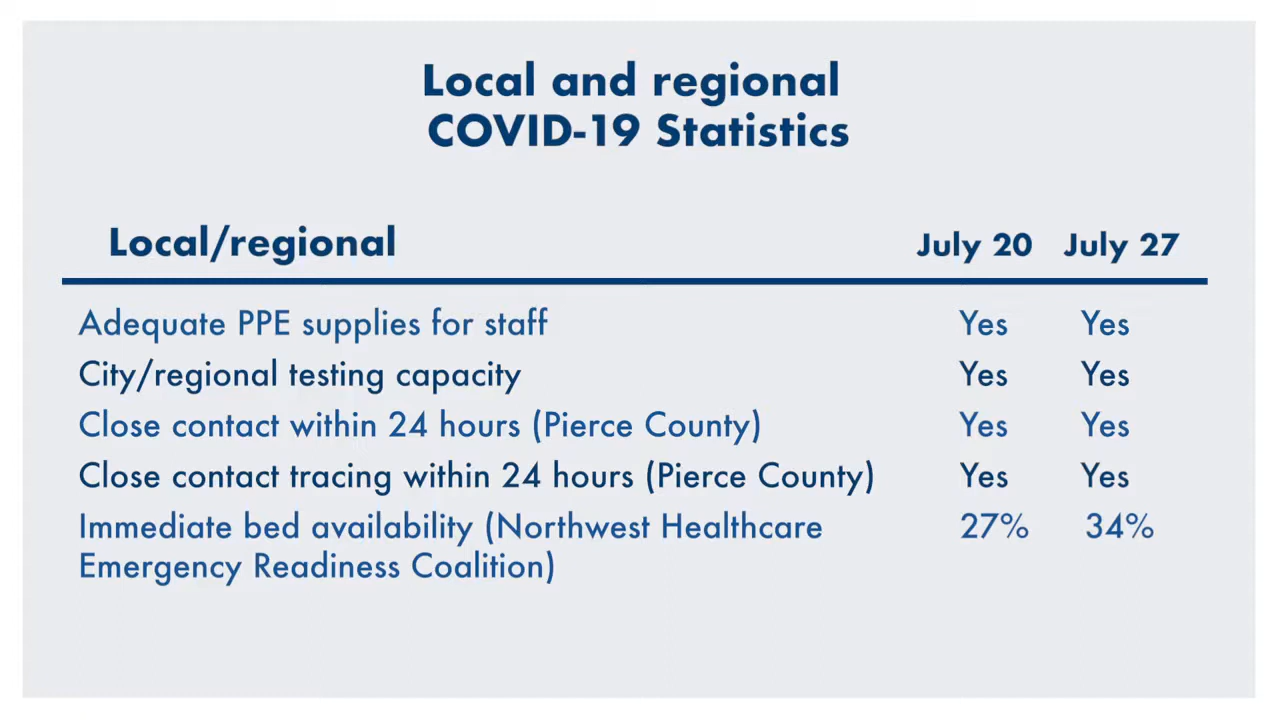 Local and regional
COVID-19 Statistics
Local/regional July 20 July 27
Adequate PPE supplies for staff Yes Yes
City/regional testing capacity Yes Yes
Close contact within 24 hours (Pierce County) Yes Yes
Close contact tracing within 24 hours (Pierce County) Yes Yes
Immediate bed availability (Northwest Healthcare 27% 34%
Emergency Readiness Coalition)